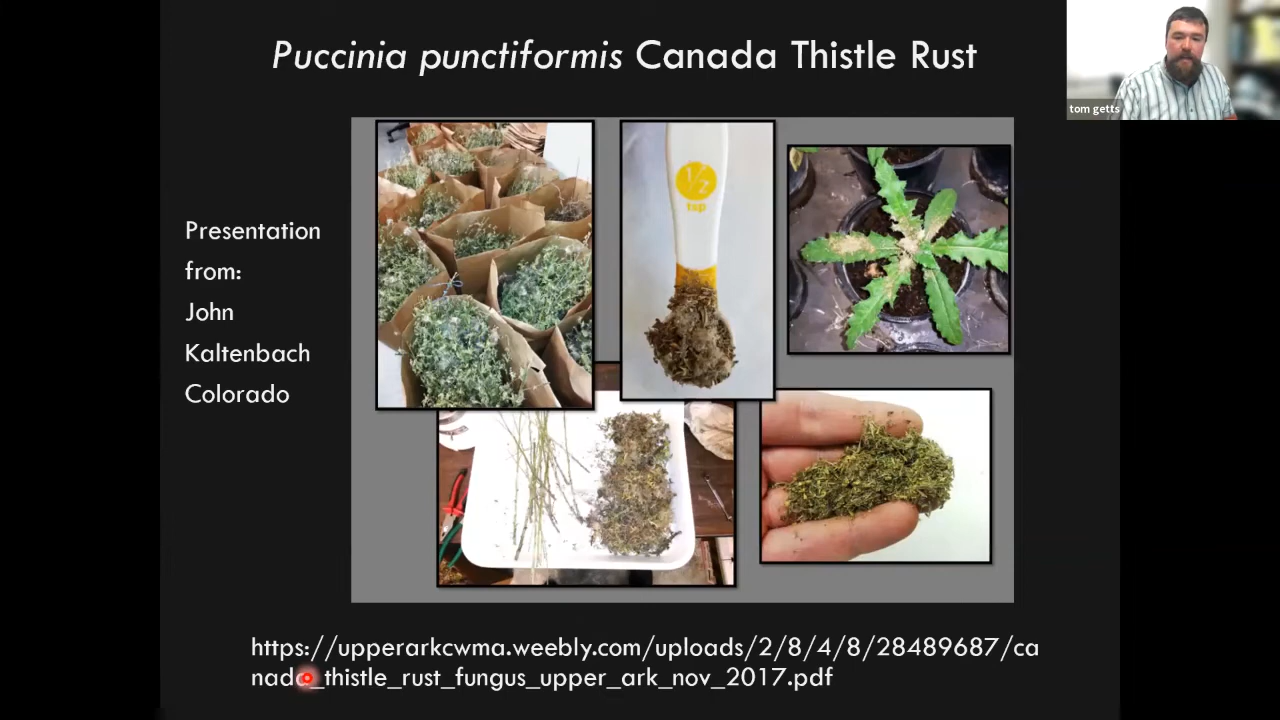 Puccinia punctiformis Canada Thistle Rust
tom getts
Presentation
from:
John
Kaltenbach
Colorado
1/2
tsp
https://upperarkcwma.weebly.com/uploads/2/8/4/8/28489687/ca
nada_thistle_rust_fungus_upper_ark_nov_2017.pdf